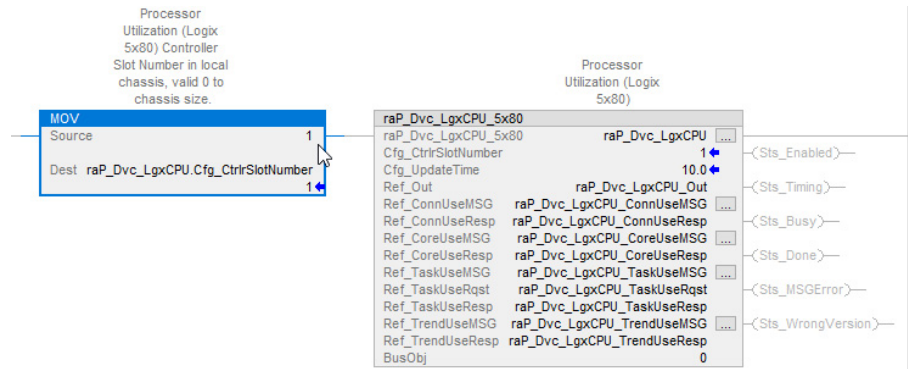 Processor
Utilization (Logix
5x80) Controller
Slot Number in local
chassis, valid 0 to
chassis size.
MOV
Source 1
Dest raP_Dvc_LgxCPU.Cfg_CtrlrSlotNumber
1
Processor
Utilization (Logix
5x80)
raP_Dvc_LgxCPU_5x80
raP_Dvc_LgxCPU_5x80 raP_Dvc_LgxCPU ...
Cfg_CtrlrSlotNumber 1
Cfg_UpdateTime 10.0
Ref_Out raP_Dvc_LgxCPU_Out
Ref_ConnUseMSG raP_Dvc_LgxCPU_ConnUseMSG ...
Ref_ConnUseResp raP_Dvc_LgxCPU_ConnUseResp
Ref_CoreUseMSG raP_Dvc_LgxCPU_CoreUseMSG ...
Ref_CoreUseResp raP_Dvc_LgxCPU_CoreUseResp
Ref_TaskUseMSG raP_Dvc_LgxCPU_TaskUseMSG ...
Ref_TaskUseRqst raP_Dvc_LgxCPU_TaskUseRqst
Ref_TaskUseResp raP_Dvc_LgxCPU_TaskUseResp
Ref_TrendUseMSG raP_Dvc_LgxCPU_TrendUseMSG ...
Ref_TrendUseResp raP_Dvc_LgxCPU_TrendUseResp
BusObj 0
(Sts_Enabled)
(Sts_Timing)
(Sts_Busy)
(Sts_Done)
(Sts_MSGError)
(Sts_WrongVersion)